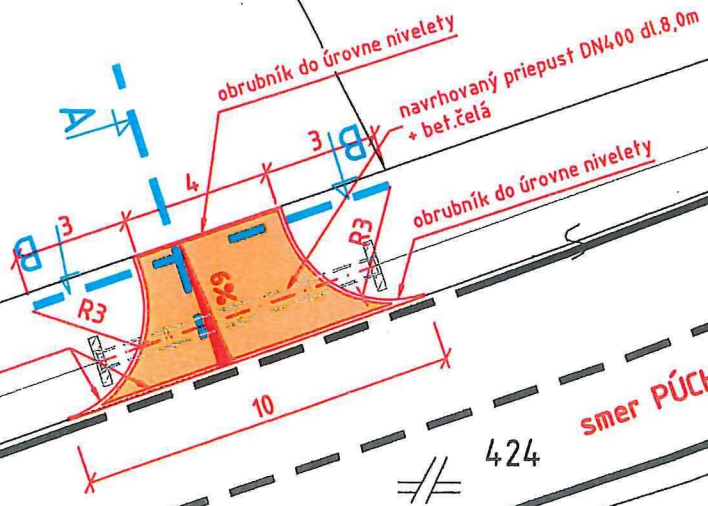 obrubník do úrovne nivelety
navrhovaný priepust DN400 dl.8,0m
+ bet.čelá
A
3
B
4
3
B
obrubník do úrovne nivelety
R3
R3
6%
10
smer PÚCH
424